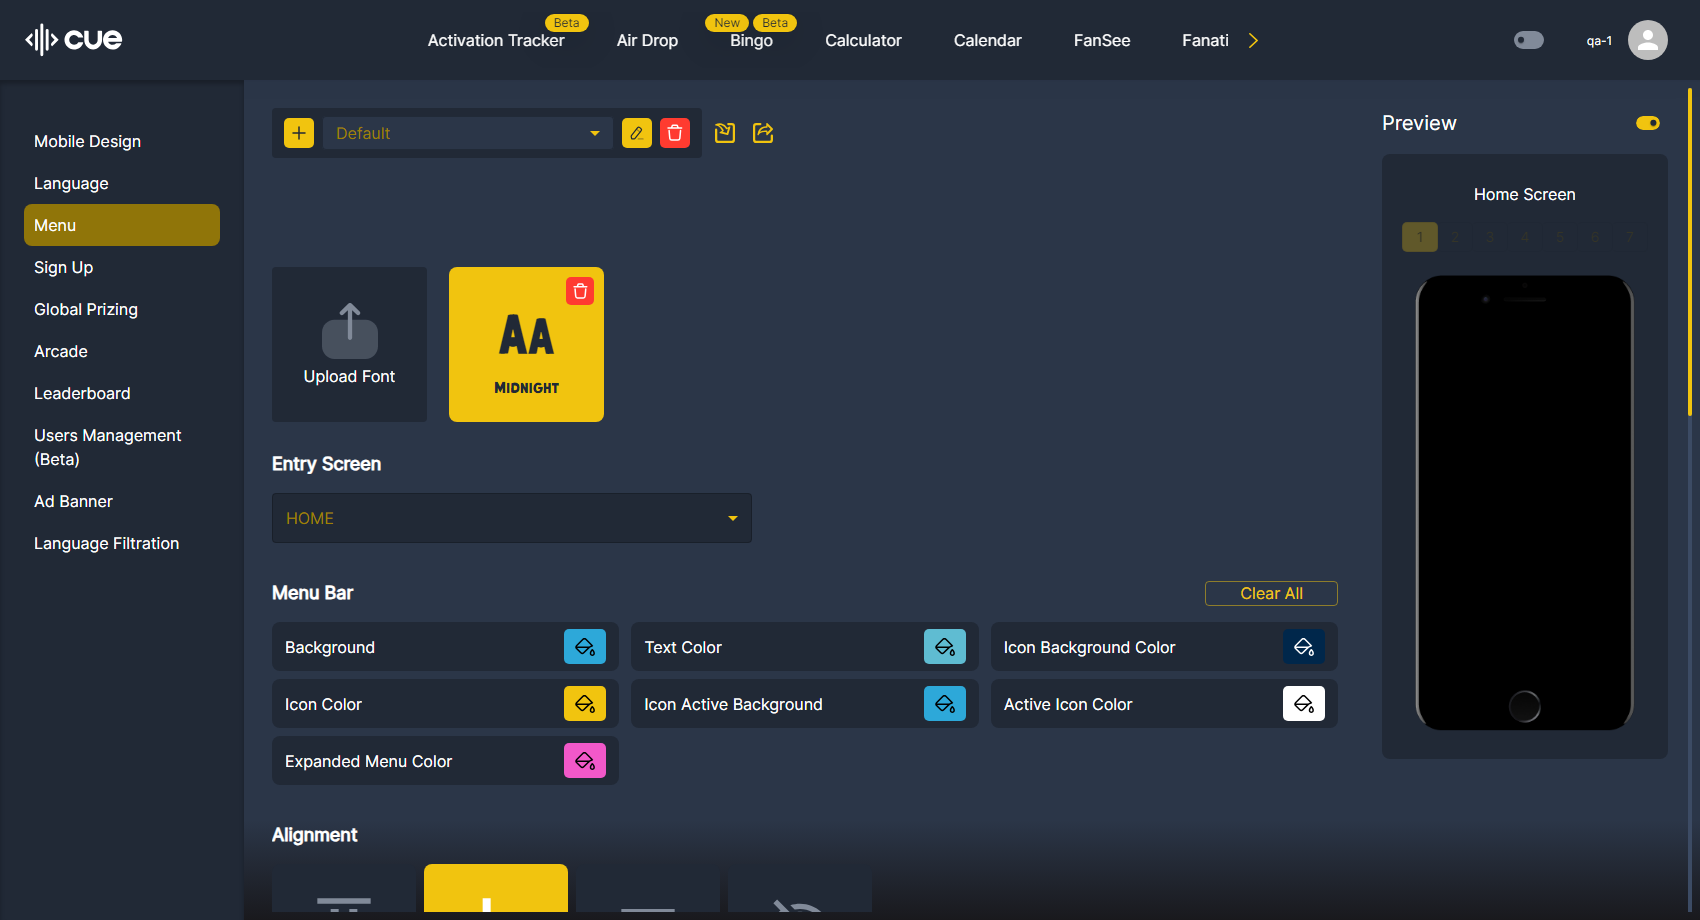 cue
Activation Tracker
Beta
Air Drop
New
Beta
Bingo
Calculator
Calendar
FanSee
Fanati
qa-1
Mobile Design
Language
Menu
Sign Up
Global Prizing
Arcade
Leaderboard
Users Management
(Beta)
Ad Banner
Language Filtration
Default
Upload Font
AA
MIDNIGHT
Entry Screen
HOME
Menu Bar
Clear All
Background
Text Color
Icon Background Color
Icon Color
Icon Active Background
Active Icon Color
Expanded Menu Color
Alignment
Preview
Home Screen
1 2 3 4 5 6 7